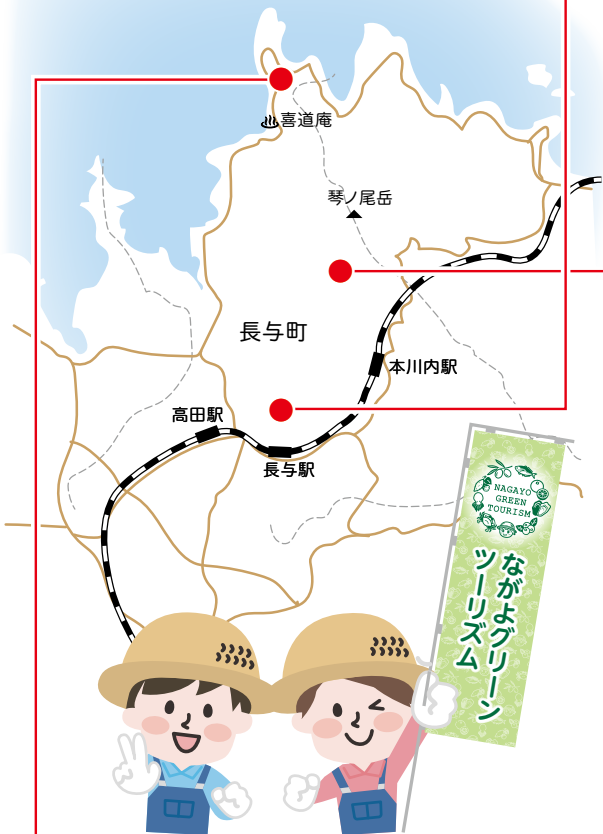 喜道庵
琴ノ尾岳
長与町
本川内駅
高田駅
長与駅
NAGAYO
GREEN
TOURISM
ながよグリーン
ツーリズム